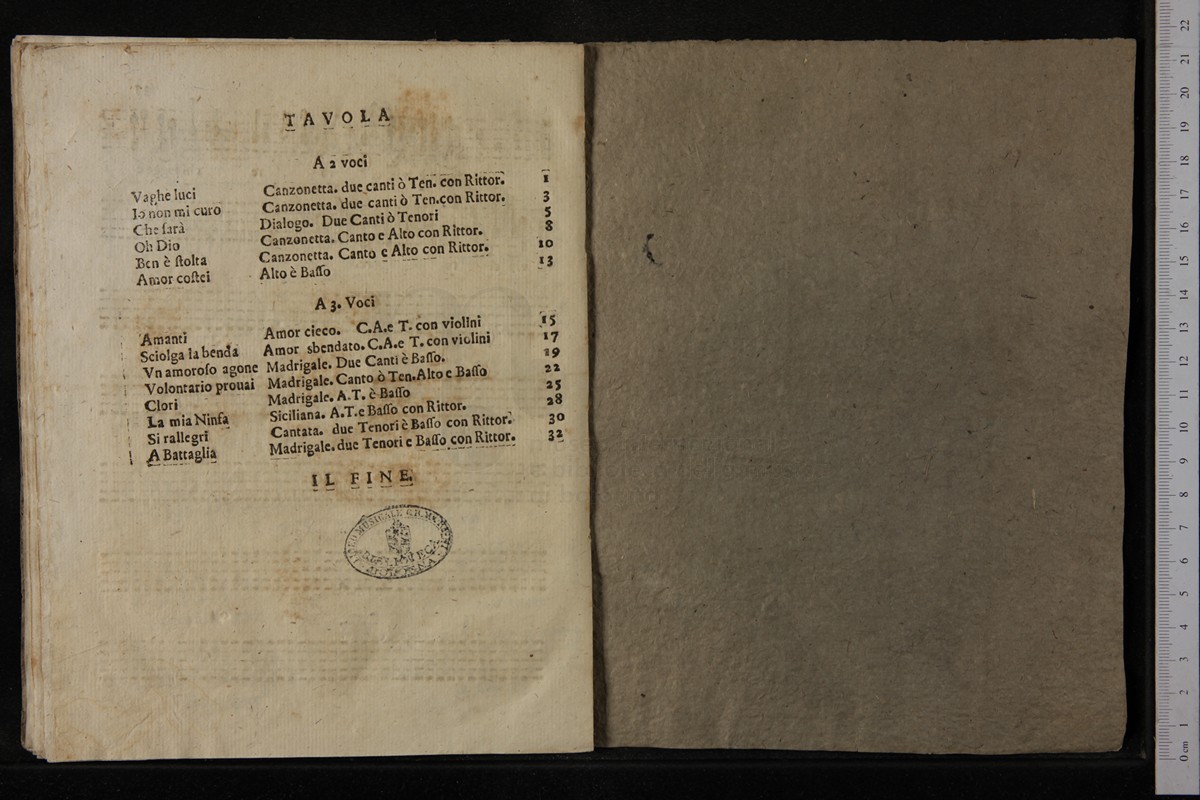 TAVOLA
A 2 voci
Vaghe luci Canzonetta. due canti ò Ten. con Rittor. 1
Io non mi curo Canzonetta. due canti ò Ten.con Rittor. 3
Che sarà Dialogo. Due Canti ò Tenori 5
Oh Dio Canzonetta. Canto e Alto con Rittor. 8
Ben è ſtolta Canzonetta. Canto e Alto con Rittor. 10
Amor coſtei Alto è Baſſo 13
A 3. Voci
Amanti Amor cieco. C.A.e T. con violini 15
Sciolga la benda Amor sbendato. C.A.e T. con violini 17
Vn amoroſo agone Madrigale. Due Canti è Baſſo. 19
Volontario prouai Madrigale. Canto ò Ten.Alto e Baſſo 22
Clori Madrigale. A.T. è Baſſo 25
La mia Ninfa Siciliana. A.T.e Baſſo con Rittor. 28
Si rallegri Cantata. due Tenori è Baſſo con Rittor. 30
A Battaglia Madrigale. due Tenori e Baſſo con Rittor. 32
IL FINE.
0 cm 1 2 3 4 5 6 7 8 9 10 11 12 13 14 15 16 17 18 19 20 21 22